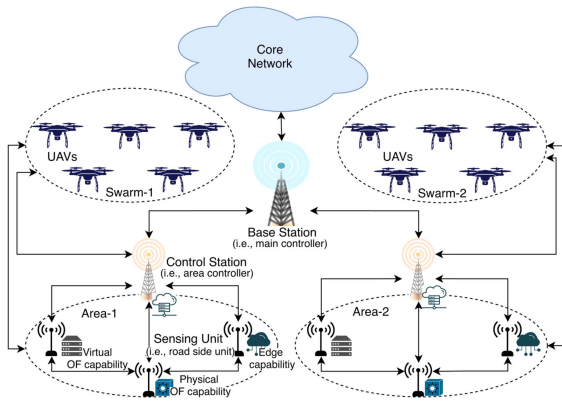 Core
Network
UAVs
Swarm-1
UAVs
Swarm-2
Base Station
(i.e., main controller)
Control Station
(i.e., area controller)
Area-1
Sensing Unit
(i.e., road side unit)
Virtual
OF capability
Edge
capabiltiy
Physical
OF capability
Area-2